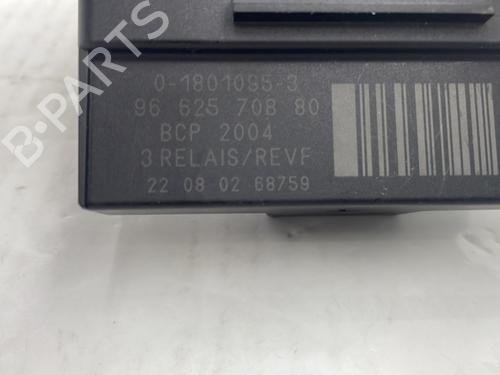 B-PARTS
0-1801095-3
96 625 708 80
BCP 2004
3 RELAIS/REVF
22 08 02 68759